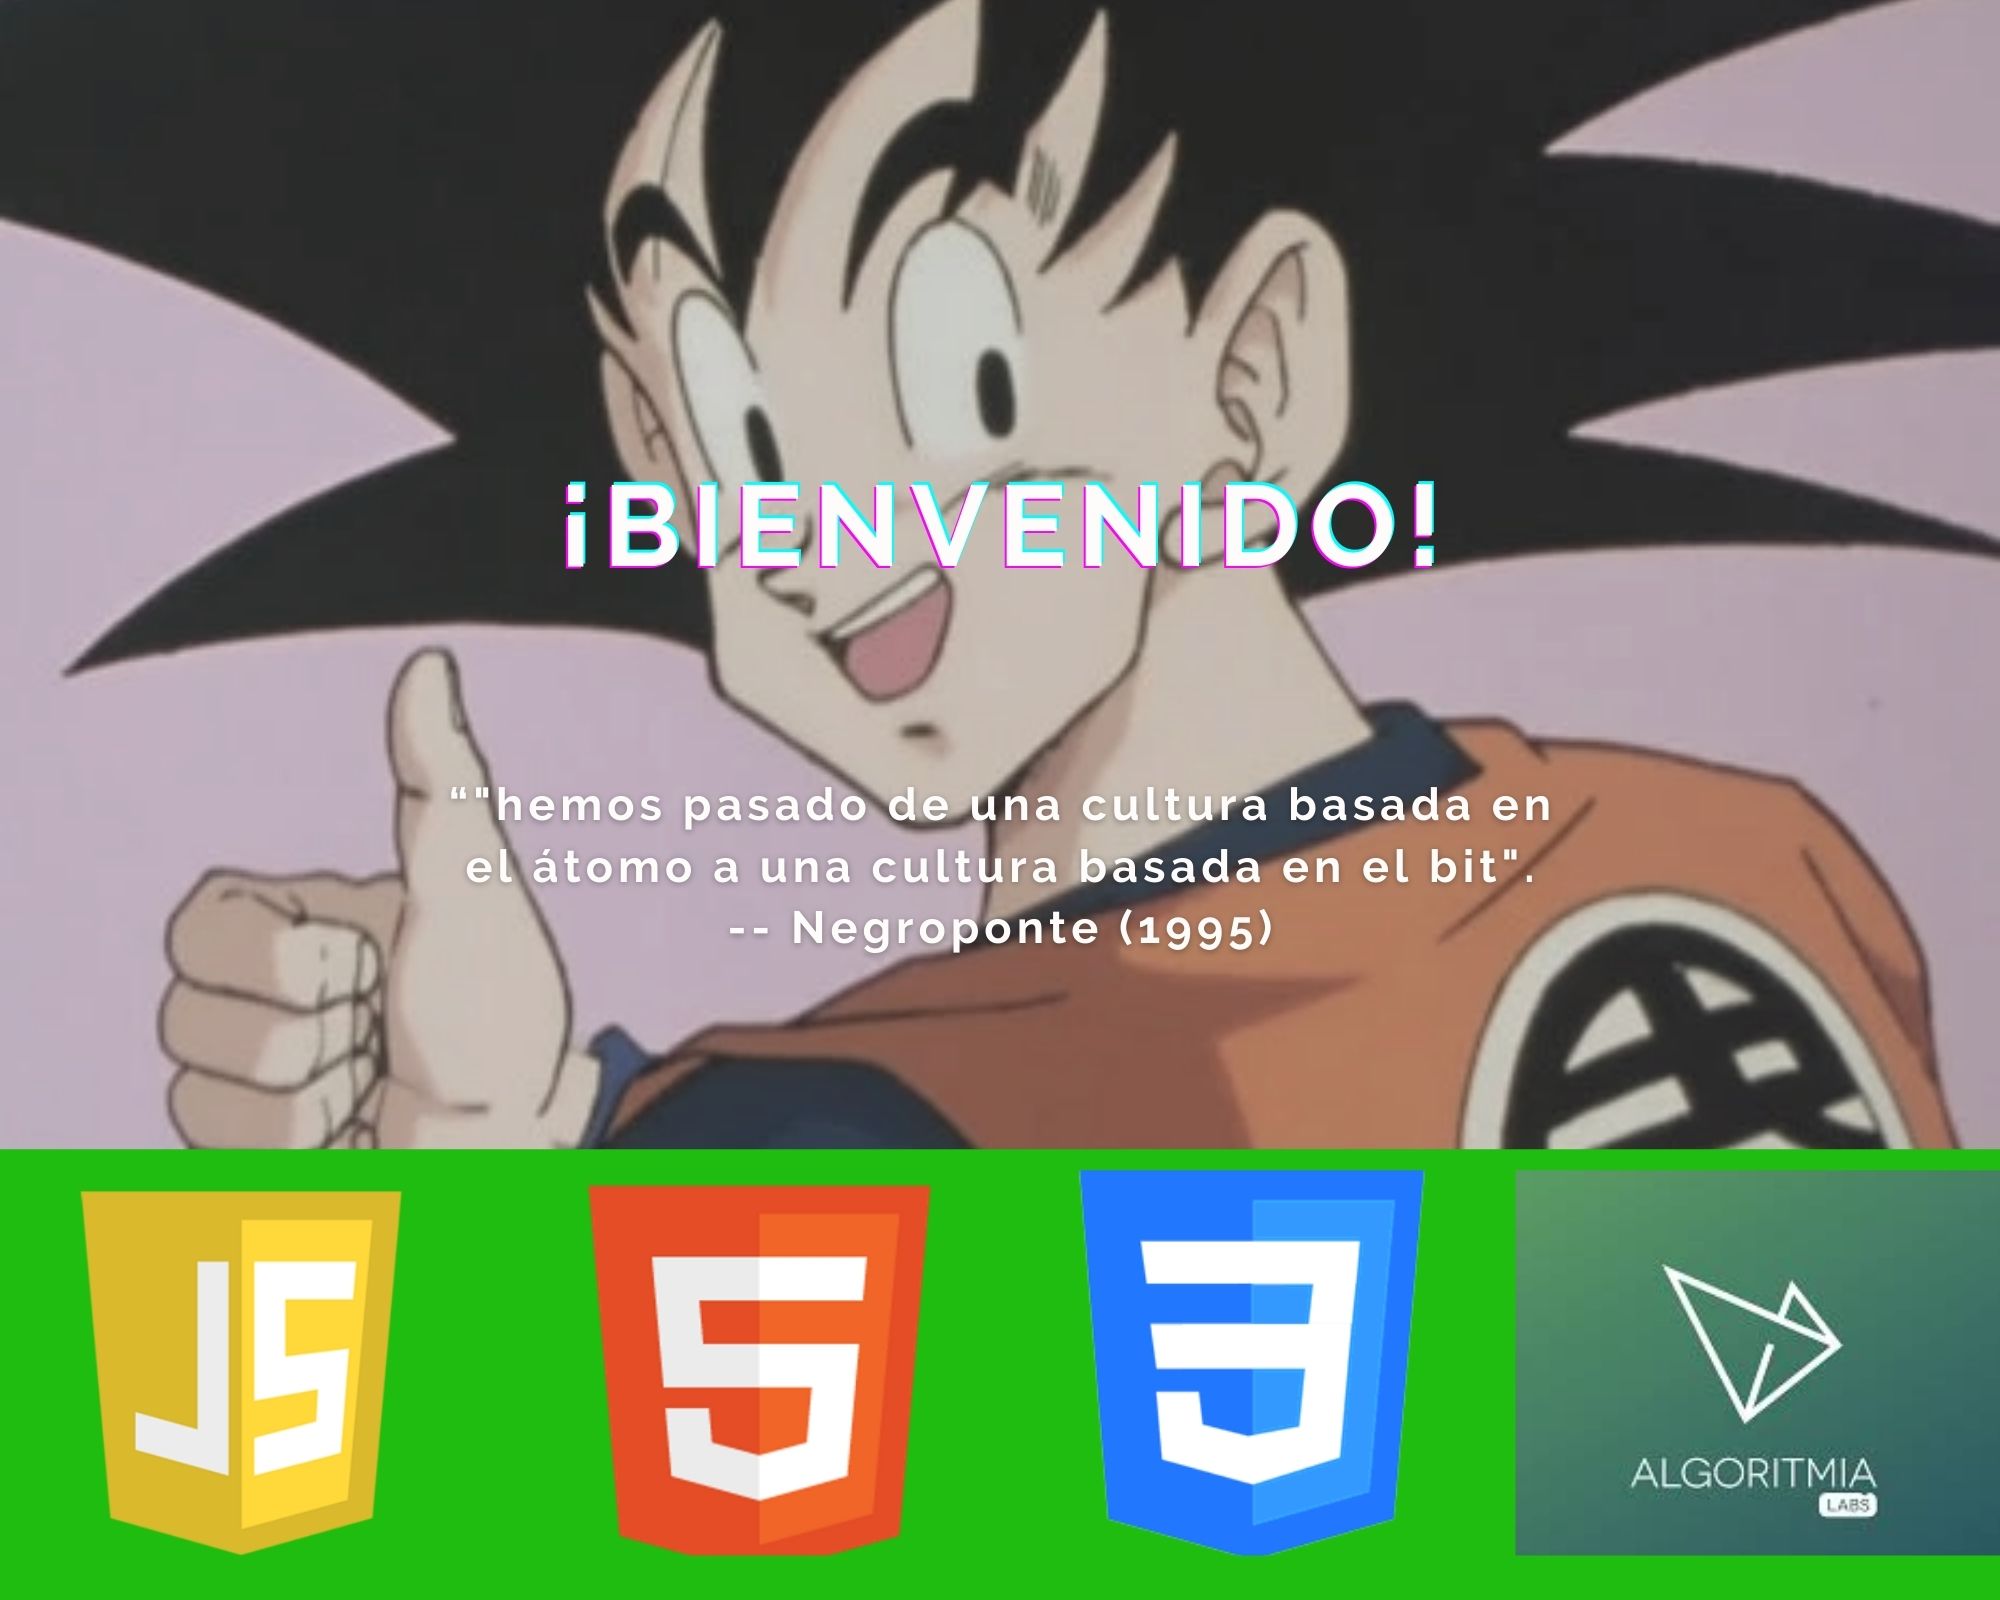 ¡BIENVENIDO!
“"hemos pasado de una cultura basada en
el átomo a una cultura basada en el bit".
-- Negroponte (1995)
JS
5
3
ALGORITMIA
LABS